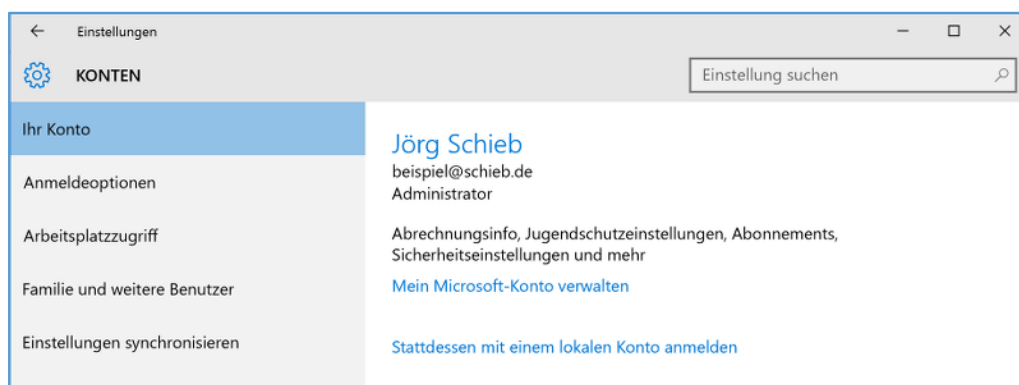 Einstellungen
KONTEN
Einstellung suchen
Ihr Konto
Anmeldeoptionen
Arbeitsplatzzugriff
Familie und weitere Benutzer
Einstellungen synchronisieren
Jörg Schieb
beispiel@schieb.de
Administrator
Abrechnungsinfo, Jugendschutzeinstellungen, Abonnements,
Sicherheitseinstellungen und mehr
Mein Microsoft-Konto verwalten
Stattdessen mit einem lokalen Konto anmelden